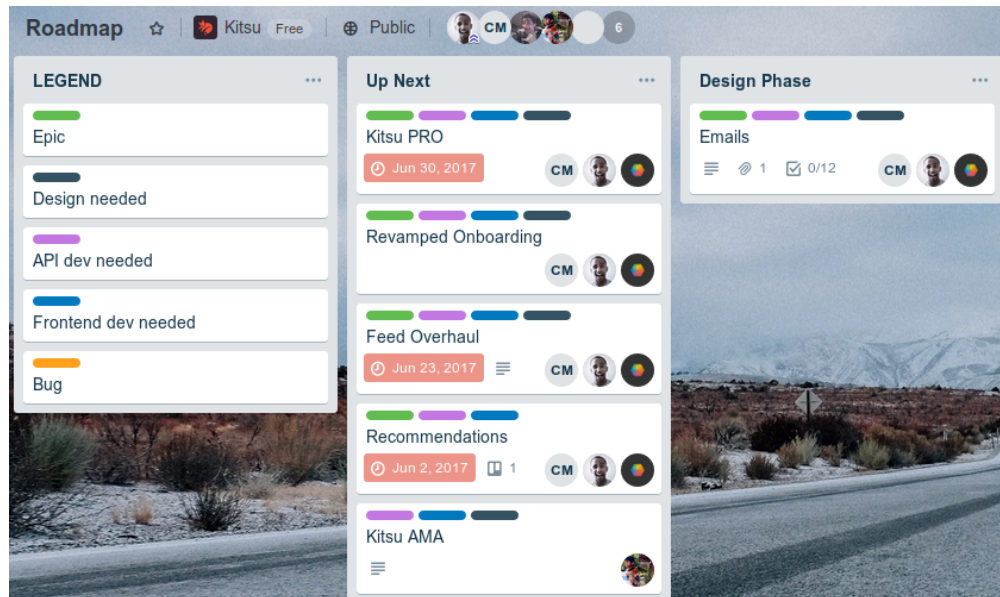 Roadmap
Kitsu Free
Public
CM
6
LEGEND
Epic
Design needed
API dev needed
Frontend dev needed
Bug
Up Next
Kitsu PRO
Jun 30, 2017
CM
Revamped Onboarding
CM
Feed Overhaul
Jun 23, 2017
CM
Recommendations
Jun 2, 2017
1
CM
Kitsu AMA
Design Phase
Emails
1
0/12
CM